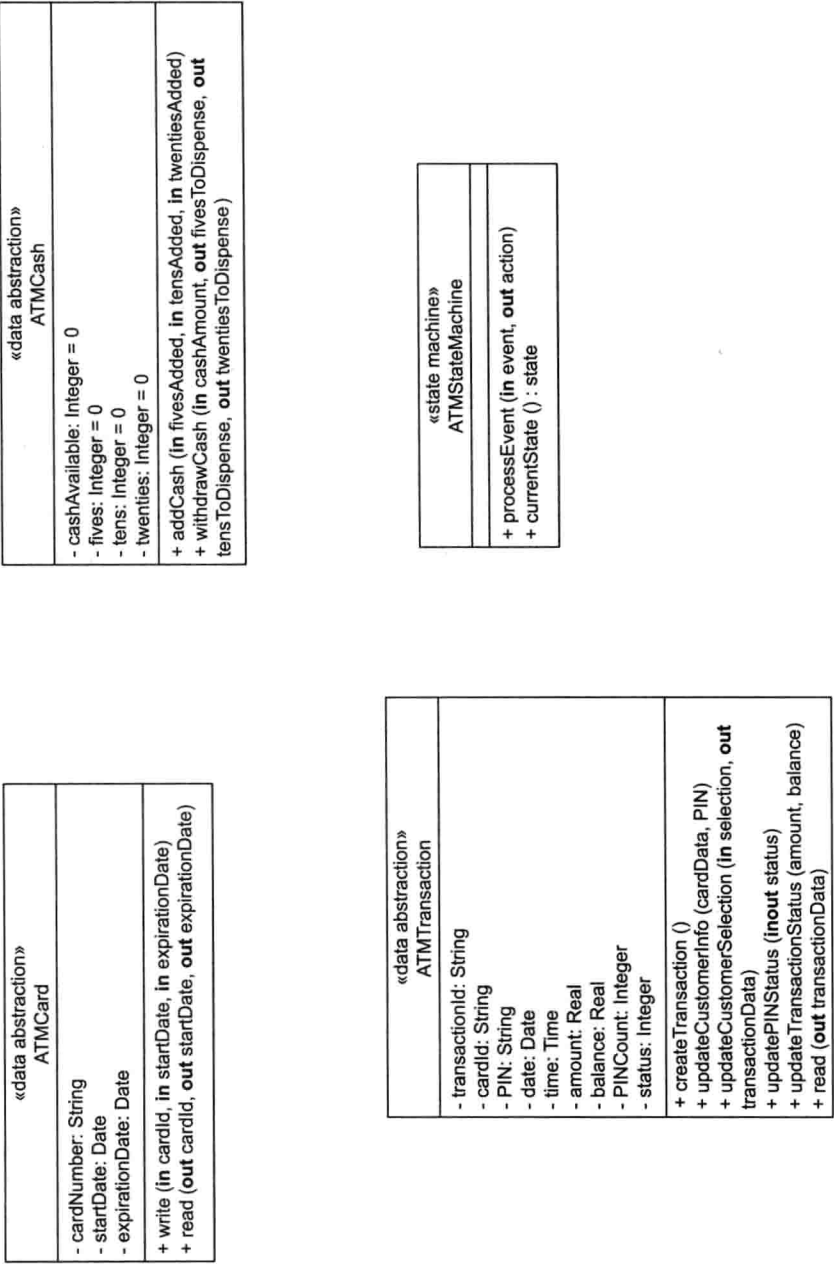 «data abstraction»
ATMCard
- cardNumber: String
- startDate: Date
- expirationDate: Date
+ write (in cardId, in startDate, in expirationDate)
+ read (out cardId, out startDate, out expirationDate)
«data abstraction»
ATMCash
- cashAvailable: Integer = 0
- fives: Integer = 0
- tens: Integer = 0
- twenties: Integer = 0
+ addCash (in fivesAdded, in tensAdded, in twentiesAdded)
+ withdrawCash (in cashAmount, out fivesToDispense, out
tensToDispense, out twentiesToDispense)
«data abstraction»
ATMTransaction
- transactionId: String
- cardId: String
- PIN: String
- date: Date
- time: Time
- amount: Real
- balance: Real
- PINCount: Integer
- status: Integer
+ createTransaction ()
+ updateCustomerInfo (cardData, PIN)
+ updateCustomerSelection (in selection, out
transactionData)
+ updatePINStatus (inout status)
+ updateTransactionStatus (amount, balance)
+ read (out transactionData)
«state machine»
ATMStateMachine
+ processEvent (in event, out action)
+ currentState () : state